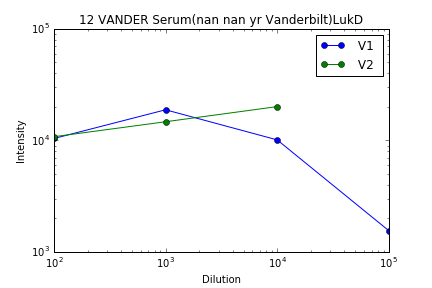 12 VANDER Serum(nan nan yr Vanderbilt)LukD
V1
V2
10^5
10^4
10^3
Intensity
10^2 10^3 10^4 10^5
Dilution